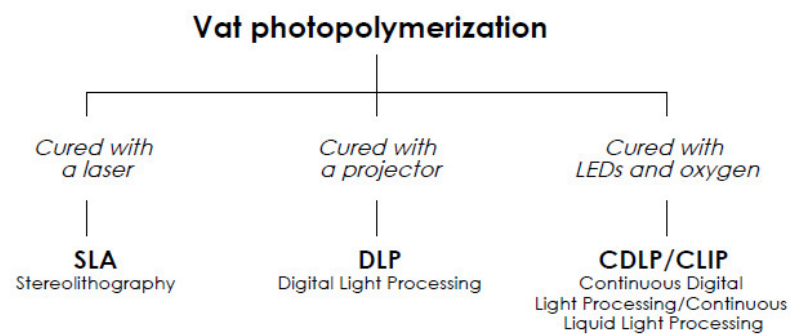 Vat photopolymerization
Cured with
a laser
SLA
Stereolithography
Cured with
a projector
DLP
Digital Light Processing
Cured with
LEDs and oxygen
CDLP/CLIP
Continuous Digital
Light Processing/Continuous
Liquid Light Processing